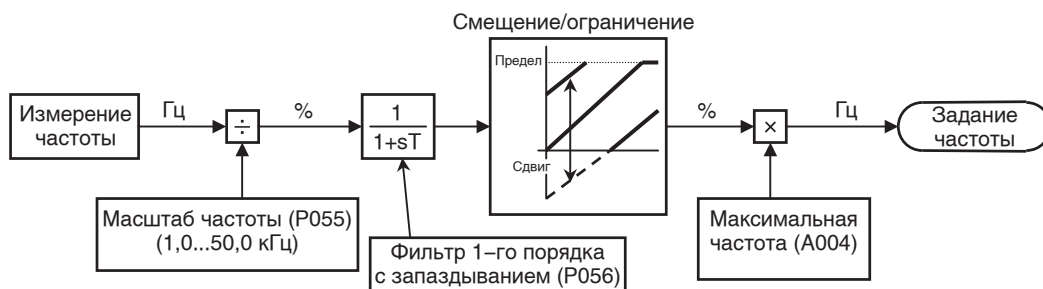 Смещение/ограничение
Предел
Измерение
частоты
Гц
÷
%
1
1+sT
Сдвиг
%
×
Гц
Задание
частоты
Масштаб частоты (P055)
(1,0...50,0 кГц)
Фильтр 1–го порядка
с запаздыванием (P056)
Максимальная
частота (A004)